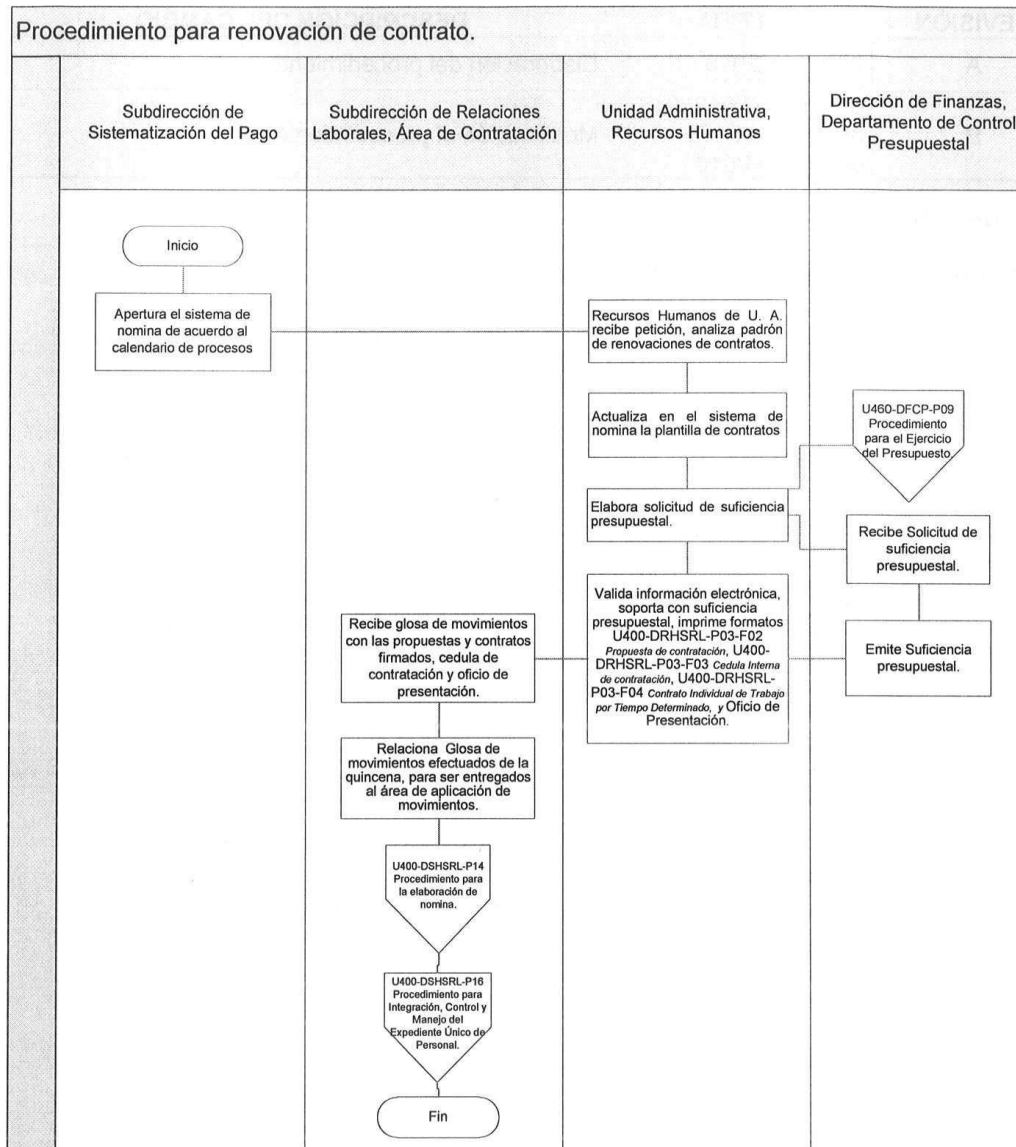 EVISIÓN
A
Procedimiento para renovación de contrato.
Subdirección de
Sistematización del Pago
Subdirección de Relaciones
Laborales, Área de Contratación
Unidad Administrativa,
Recursos Humanos
Dirección de Finanzas,
Departamento de Control
Presupuestal
Inicio
Apertura el sistema de
nomina de acuerdo al
calendario de procesos
Recursos Humanos de U. A.
recibe petición, analiza padrón
de renovaciones de contratos.
Actualiza en el sistema de
nomina la plantilla de contratos
U460-DFCP-P09
Procedimiento
para el Ejercicio
del Presupuesto.
Elabora solicitud de suficiencia
presupuestal.
Recibe Solicitud de
suficiencia
presupuestal.
Valida información electrónica,
soporta con suficiencia
presupuestal, imprime formatos
U400-DRHSRL-P03-F02
Propuesta de contratación, U400-
DRHSRL-P03-F03 Cedula Interna
de contratación, U400-DRHSRL-
P03-F04 Contrato Individual de Trabajo
por Tiempo Determinado, y Oficio de
Presentación.
Emite Suficiencia
presupuestal.
Recibe glosa de movimientos
con las propuestas y contratos
firmados, cedula de
contratación y oficio de
presentación.
Relaciona Glosa de
movimientos efectuados de la
quincena, para ser entregados
al área de aplicación de
movimientos.
U400-DSHSRL-P14
Procedimiento para
la elaboración de
nomina.
U400-DSHSRL-P16
Procedimiento para
Integración, Control y
Manejo del
Expediente Único de
Personal.
Fin